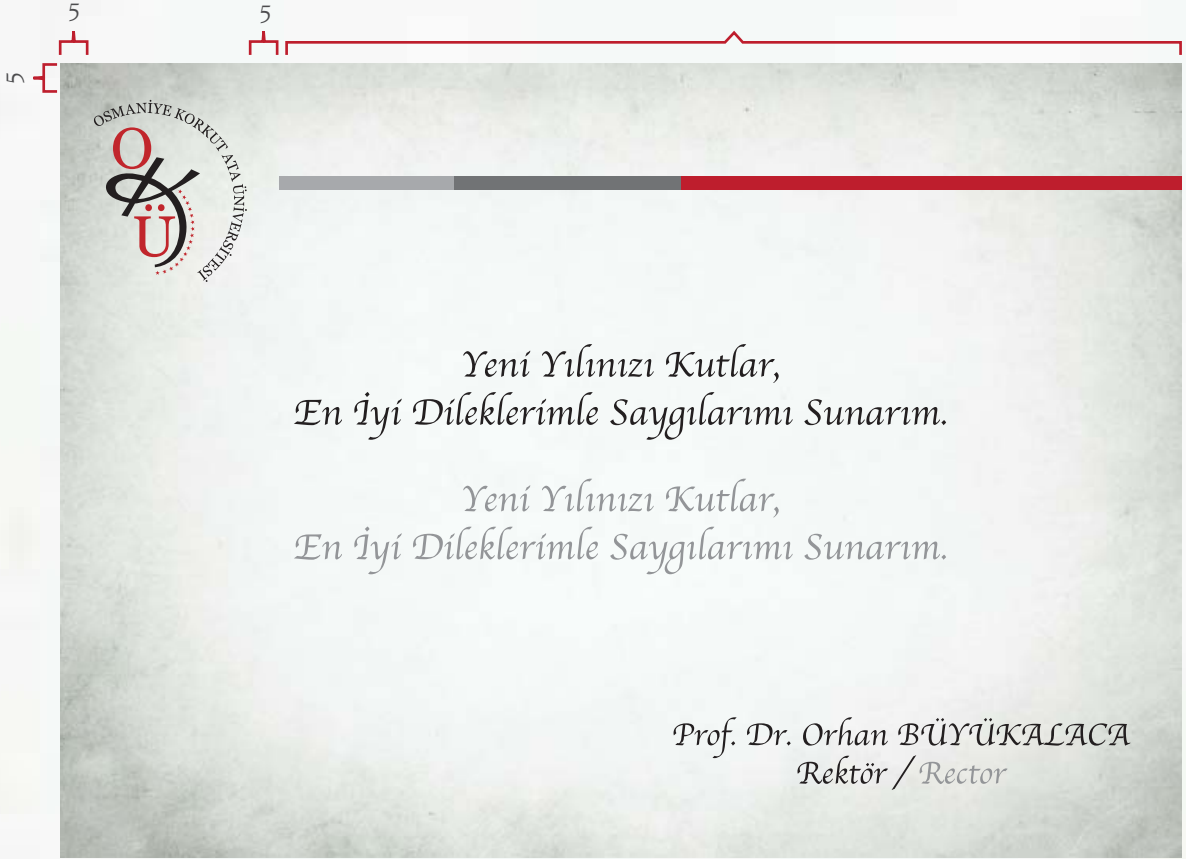 5 5
5
OSMANİYE KORKUT ATA ÜNİVERSİTESİ
O
Ü
Yeni Yılınızı Kutlar,
En İyi Dileklerimle Saygılarımı Sunarım.
Yeni Yılınızı Kutlar,
En İyi Dileklerimle Saygılarımı Sunarım.
Prof. Dr. Orhan BÜYÜKALACA
Rektör / Rector